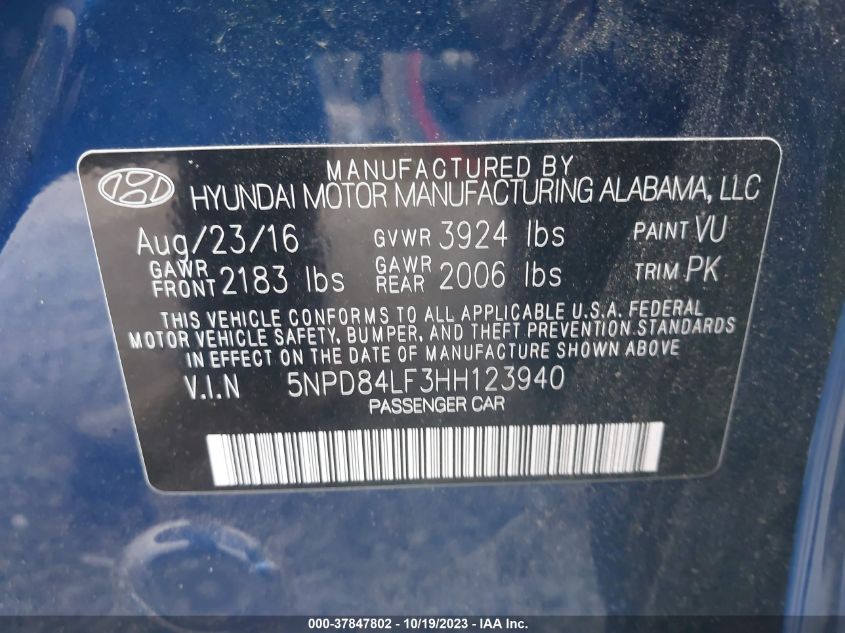 MANUFACTURED BY
HYUNDAI MOTOR MANUFACTURING ALABAMA, LLC
Aug/23/16 GVWR 3924 lbs PAINT VU
GAWR FRONT 2183 lbs GAWR REAR 2006 lbs TRIM PK
THIS VEHICLE CONFORMS TO ALL APPLICABLE U.S.A. FEDERAL
MOTOR VEHICLE SAFETY, BUMPER, AND THEFT PREVENTION STANDARDS
IN EFFECT ON THE DATE OF MANUFACTURE SHOWN ABOVE
V.I.N 5NPD84LF3HH123940
PASSENGER CAR
000-37847802 - 10/19/2023 - IAA Inc.